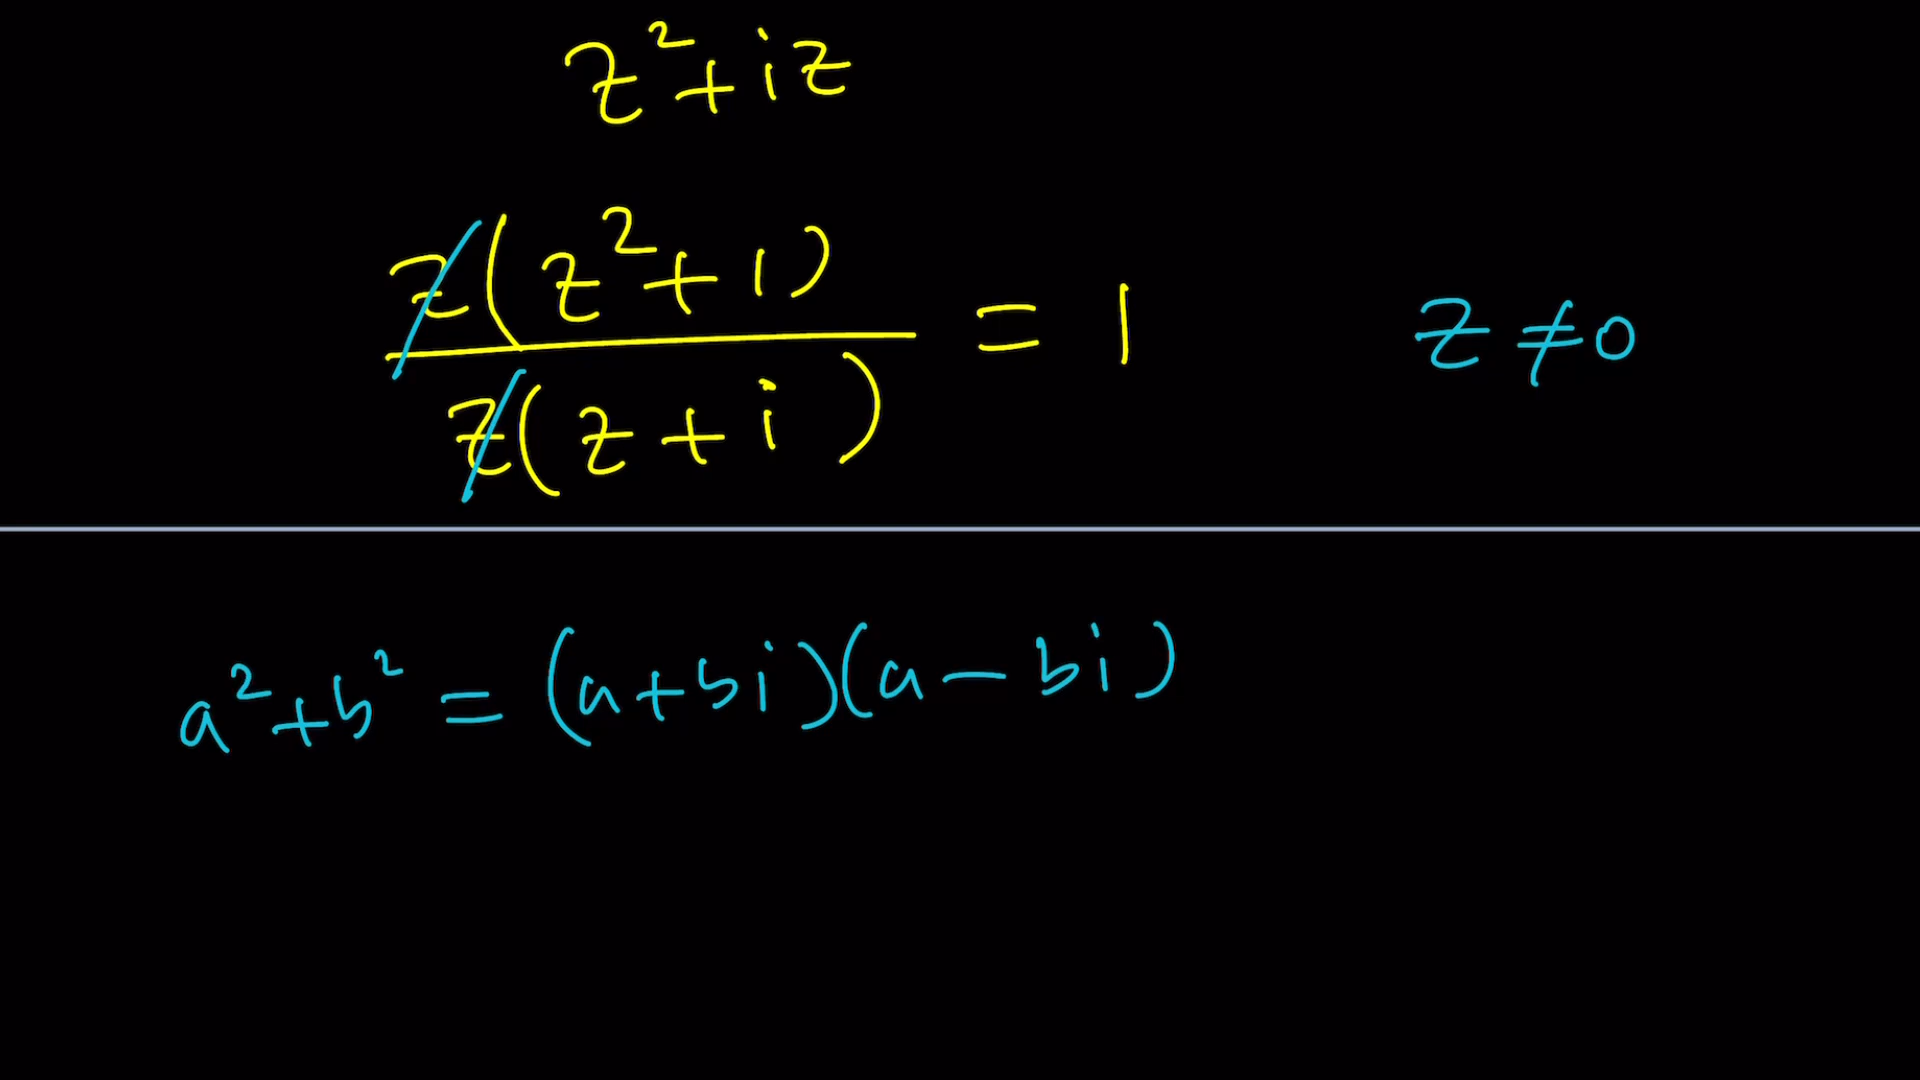 z²+iz
z(z²+1)
= 1 z≠0
z(z+i)
a²+b² = (a+bi)(a-bi)